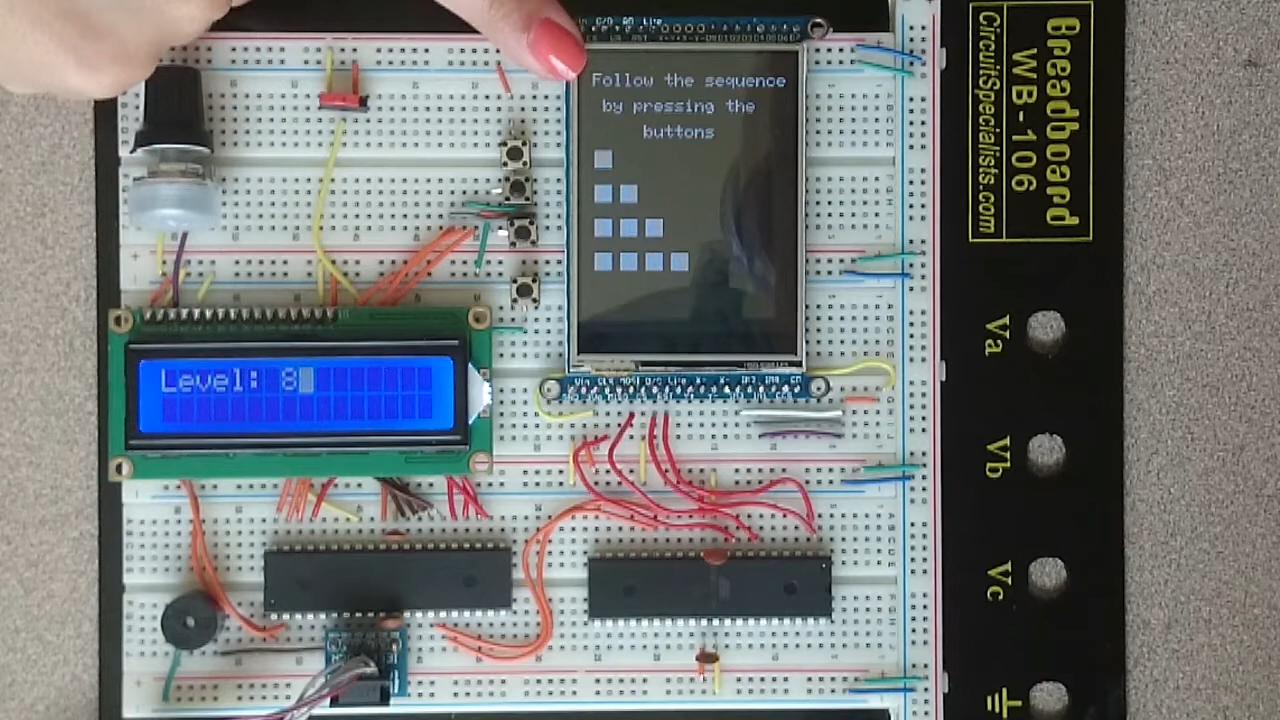 Follow the sequence
by pressing the
buttons
Level: 8
Breadboard
WB-106
CircuitSpecialists.com
Va
Vb
Vc